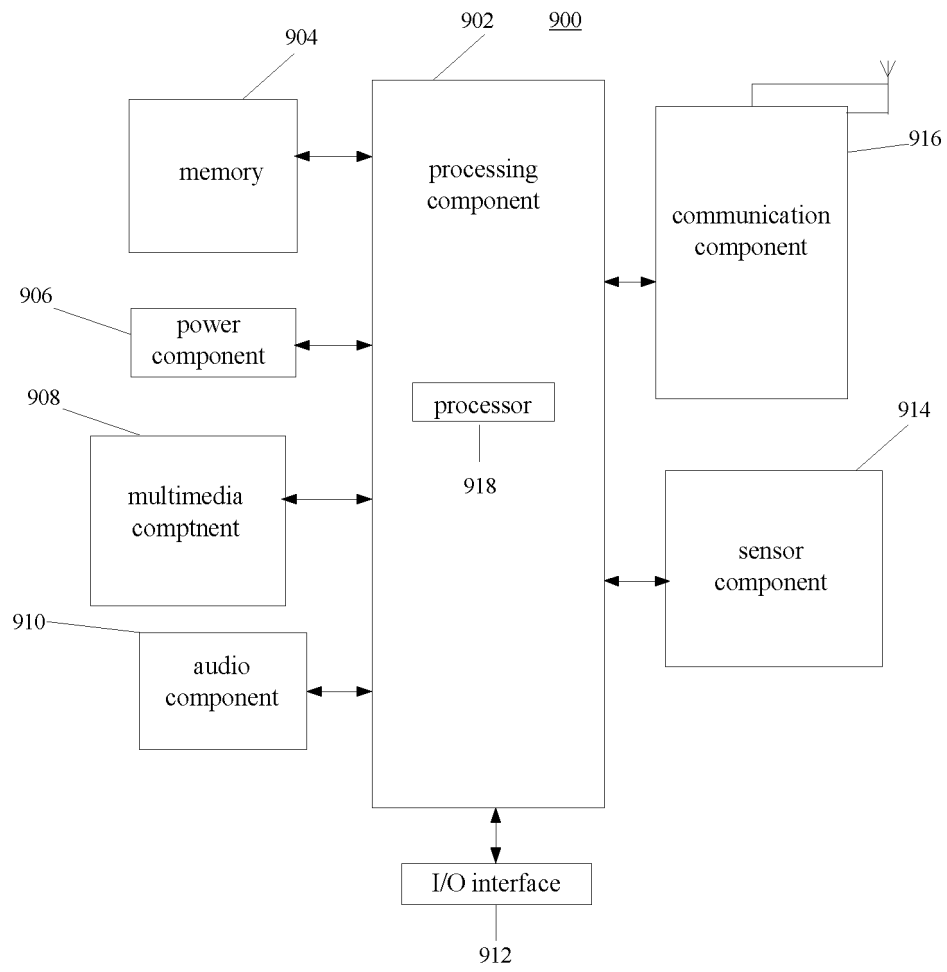 902
900
904
memory
processing
component
916
communication
component
906
power
component
908
processor
918
914
multimedia
comptnent
sensor
component
910
audio
component
I/O interface
912